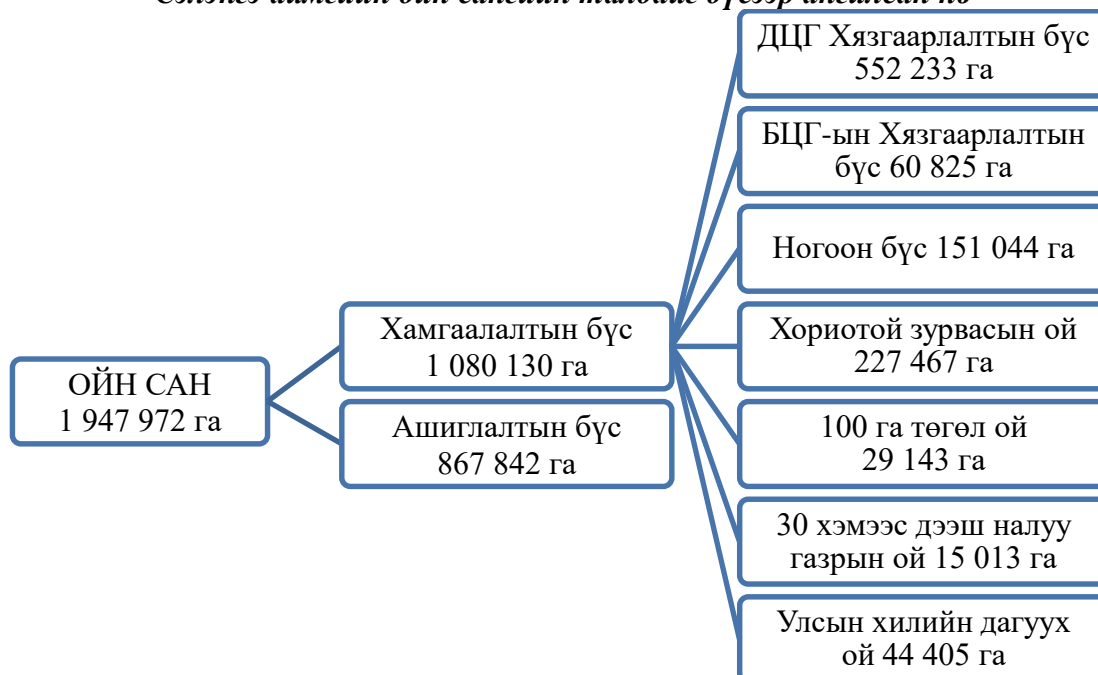 ДЦГ Хязгаарлалтын бүс
552 233 га
БЦГ-ын Хязгаарлалтын
бүс 60 825 га
Ногоон бүс 151 044 га
Хориотой зурвасын ой
227 467 га
100 га төгөл ой
29 143 га
30 хэмээс дээш налуу
газрын ой 15 013 га
Улсын хилийн дагуух
ой 44 405 га
Хамгаалалтын бүс
1 080 130 га
Ашиглалтын бүс
867 842 га
ОЙН САН
1 947 972 га